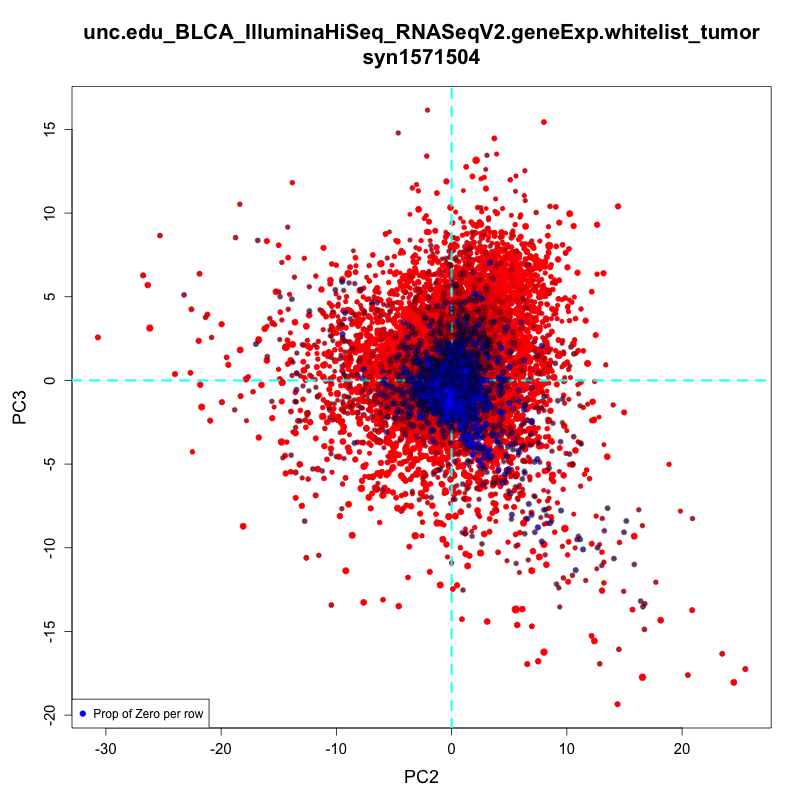 unc.edu_BLCA_IlluminaHiSeq_RNASeqV2.geneExp.whitelist_tumor
syn1571504
PC3
15
10
5
0
-5
-10
-15
-20
Prop of Zero per row
-30
-20
-10
0
10
20
PC2